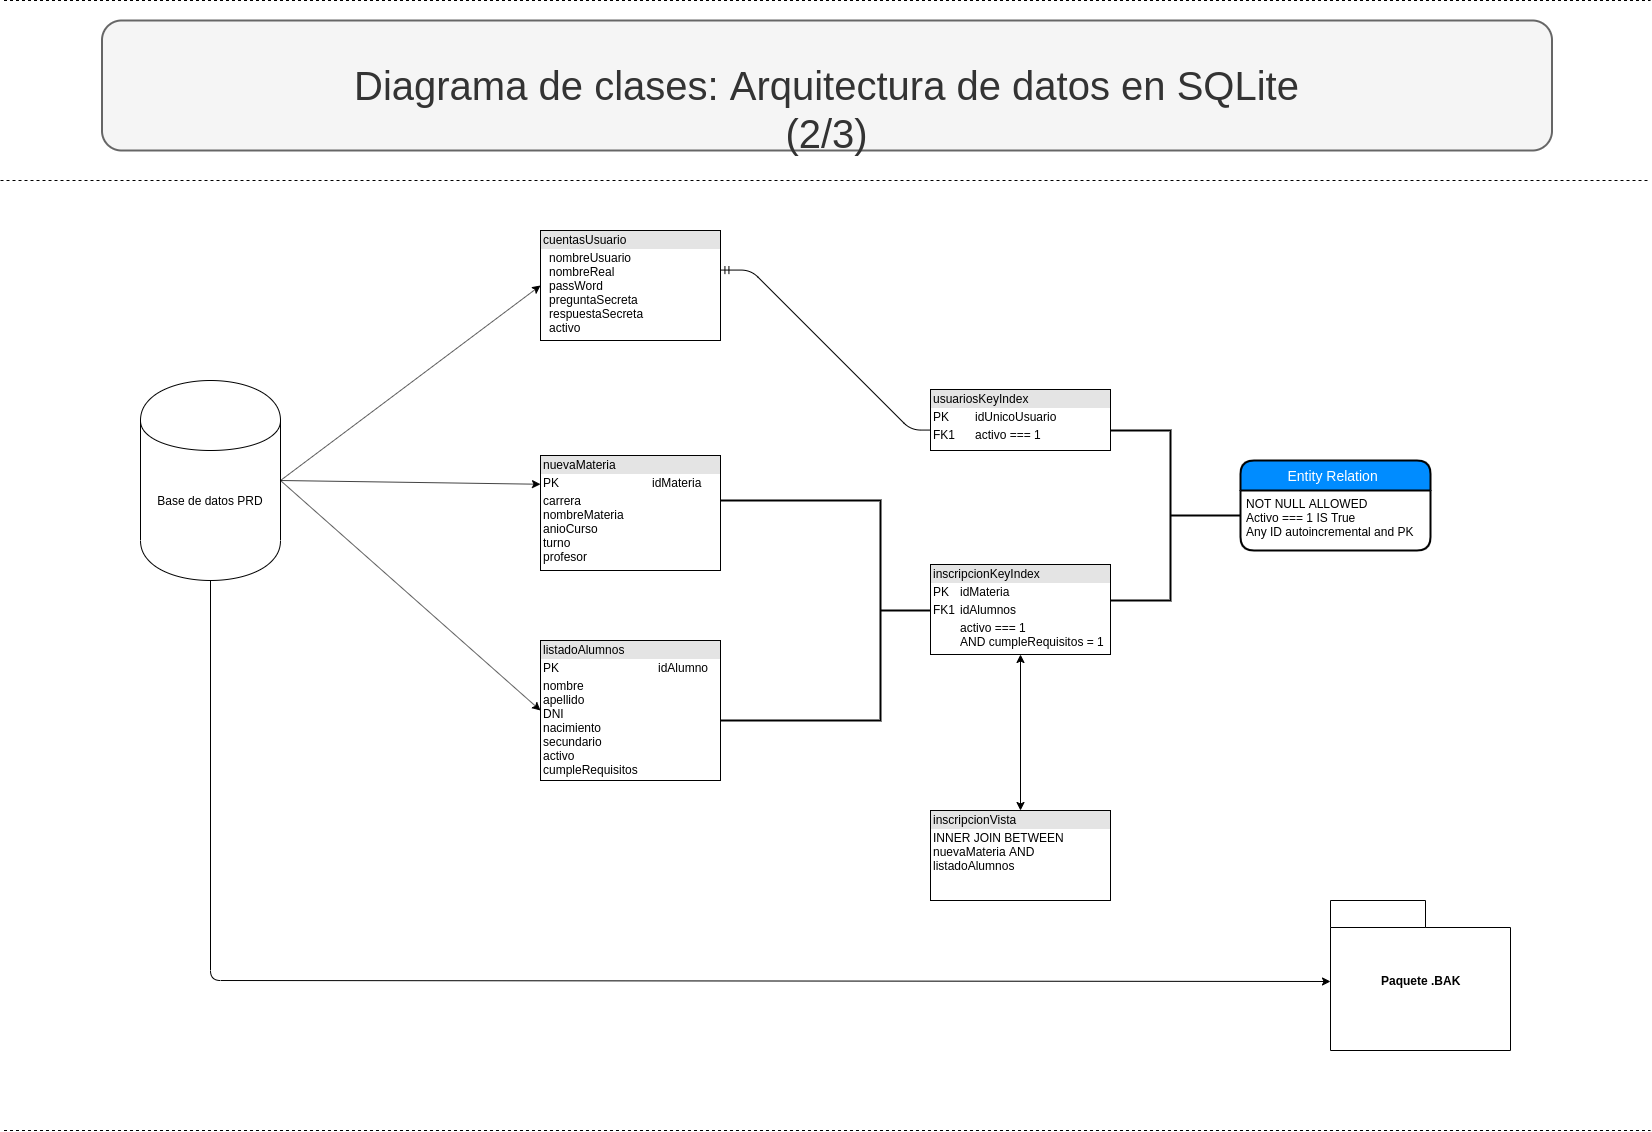 Diagrama de clases: Arquitectura de datos en SQLite
(2/3)
cuentasUsuario
nombreUsuario
nombreReal
passWord
preguntaSecreta
respuestaSecreta
activo
usuariosKeyIndex
PK idUnicoUsuario
FK1 activo === 1
Base de datos PRD
nuevaMateria
PK idMateria
carrera
nombreMateria
anioCurso
turno
profesor
Entity Relation
NOT NULL ALLOWED
Activo === 1 IS True
Any ID autoincremental and PK
inscripcionKeyIndex
PK idMateria
FK1 idAlumnos
activo === 1
AND cumpleRequisitos = 1
listadoAlumnos
PK idAlumno
nombre
apellido
DNI
nacimiento
secundario
activo
cumpleRequisitos
inscripcionVista
INNER JOIN BETWEEN
nuevaMateria AND
listadoAlumnos
Paquete .BAK